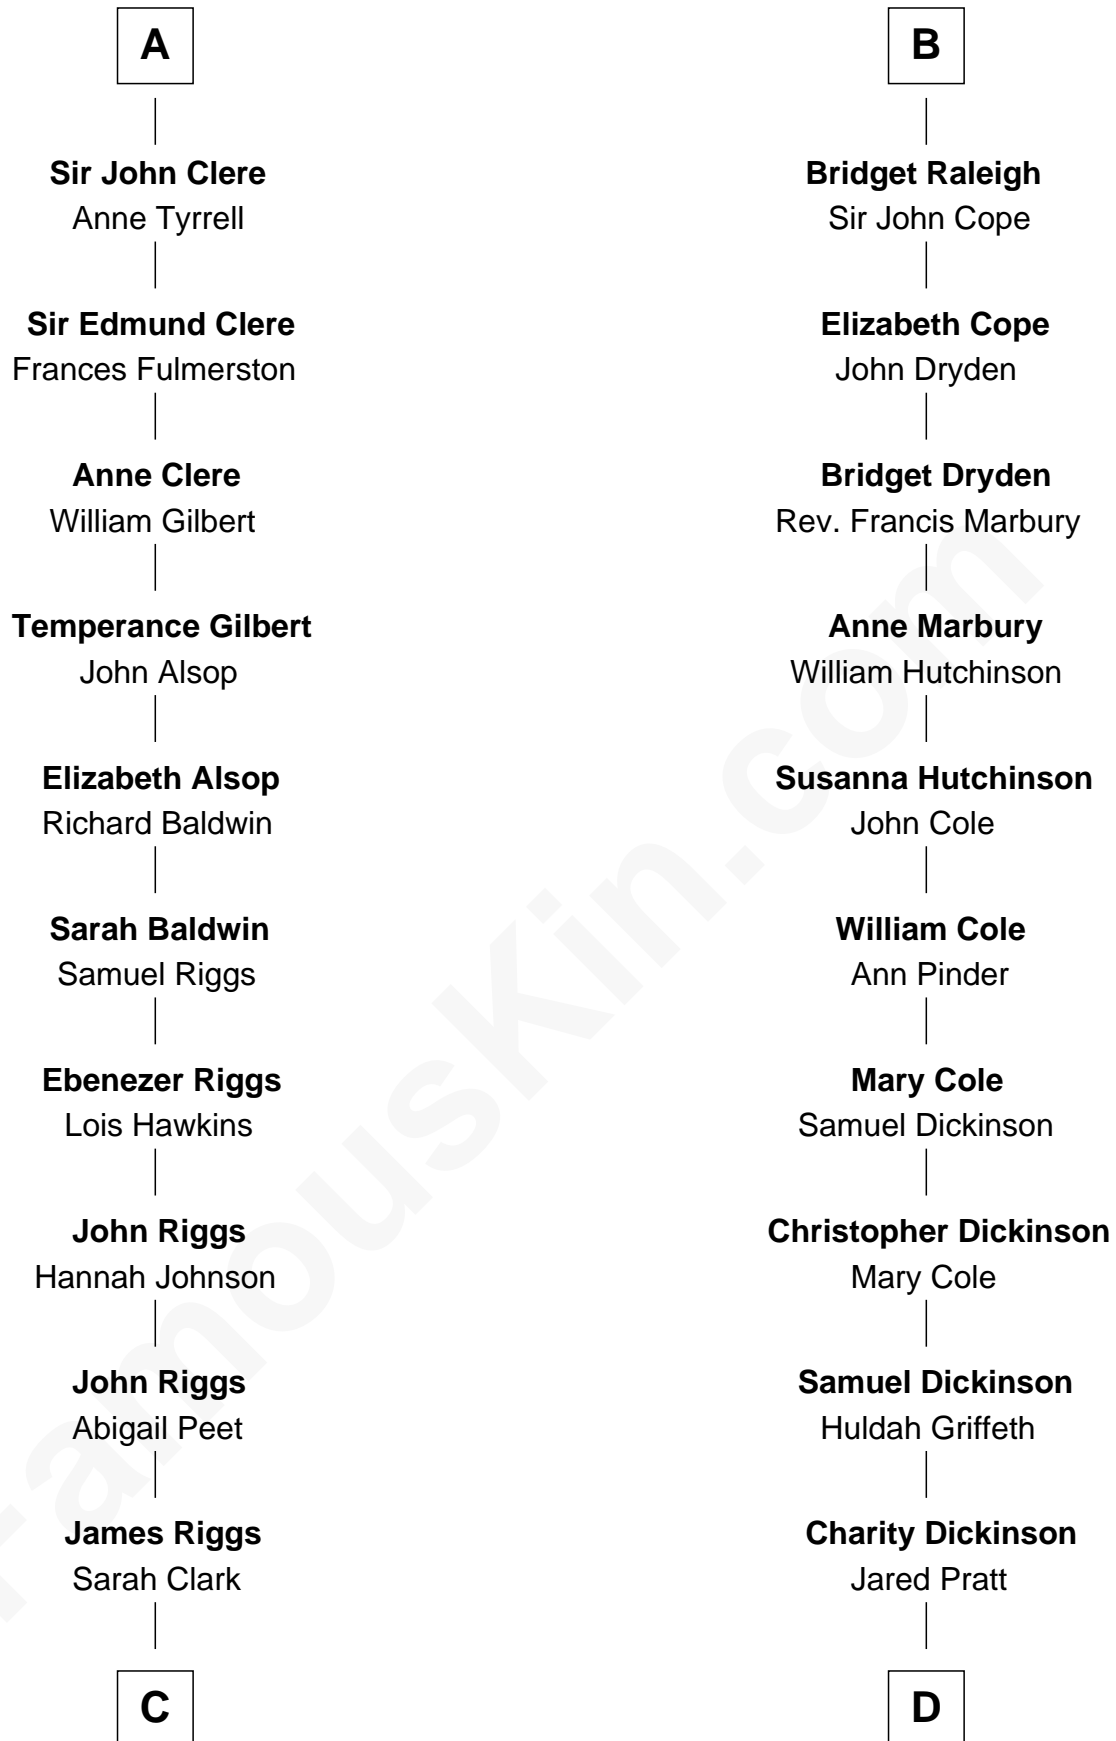 A
Sir John Clere
Anne Tyrrell
Sir Edmund Clere
Frances Fulmerston
Anne Clere
William Gilbert
Temperance Gilbert
John Alsop
Elizabeth Alsop
Richard Baldwin
Sarah Baldwin
Samuel Riggs
Ebenezer Riggs
Lois Hawkins
John Riggs
Hannah Johnson
John Riggs
Abigail Peet
James Riggs
Sarah Clark
C
B
Bridget Raleigh
Sir John Cope
Elizabeth Cope
John Dryden
Bridget Dryden
Rev. Francis Marbury
Anne Marbury
William Hutchinson
Susanna Hutchinson
John Cole
William Cole
Ann Pinder
Mary Cole
Samuel Dickinson
Christopher Dickinson
Mary Cole
Samuel Dickinson
Huldah Griffeth
Charity Dickinson
Jared Pratt
D
FamousKin.com